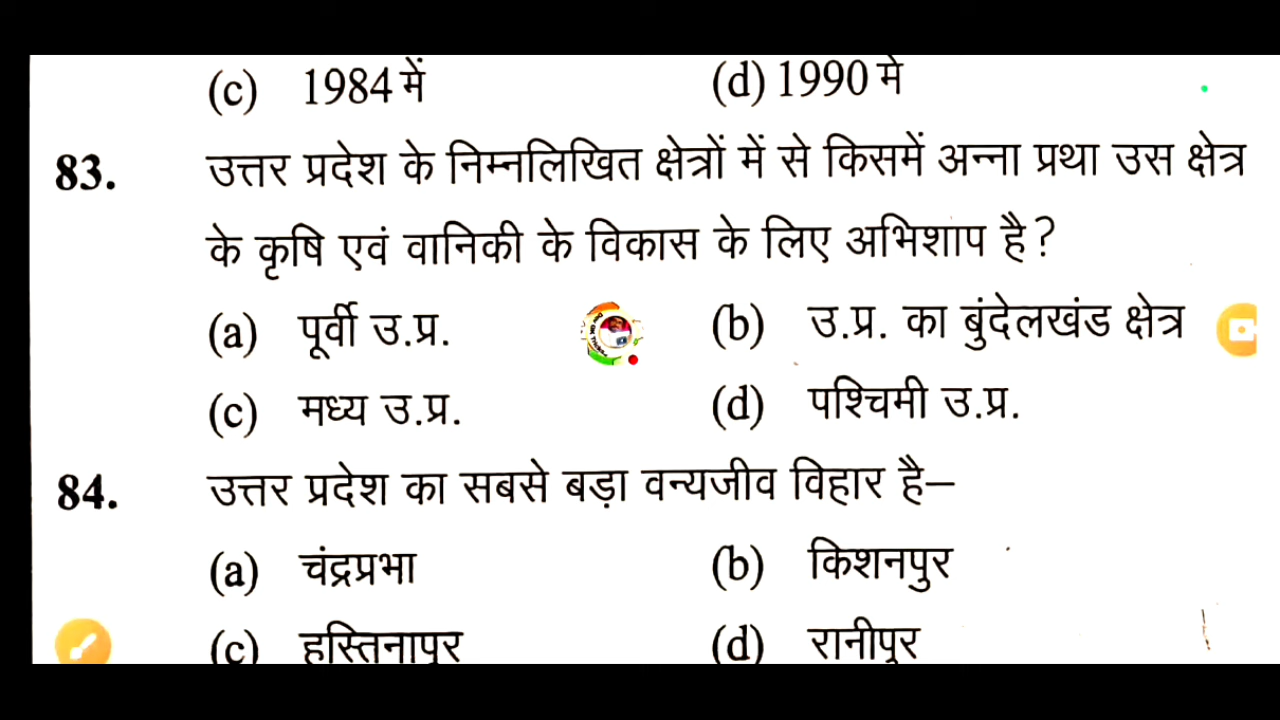 (c) 1984 में (d) 1990 मे
83. उत्तर प्रदेश के निम्नलिखित क्षेत्रों में से किसमें अन्ना प्रथा उस क्षेत्र
के कृषि एवं वानिकी के विकास के लिए अभिशाप है?
(a) पूर्वी उ.प्र. (b) उ.प्र. का बुंदेलखंड क्षेत्र
(c) मध्य उ.प्र. (d) पश्चिमी उ.प्र.
84. उत्तर प्रदेश का सबसे बड़ा वन्यजीव विहार है–
(a) चंद्रप्रभा (b) किशनपुर
(c) हस्तिनापुर (d) रानीपुर